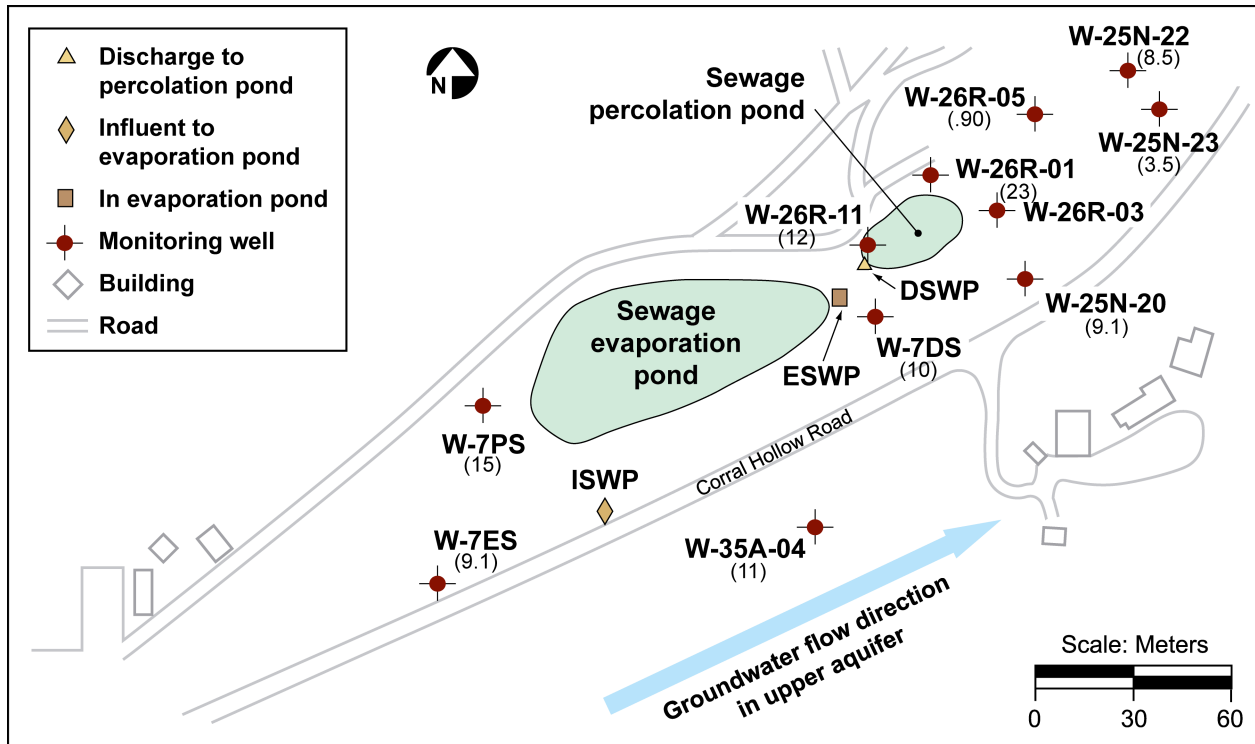 Discharge to
percolation pond
Influent to
evaporation pond
In evaporation pond
Monitoring well
Building
Road
N
Sewage
percolation pond
W-25N-22
(8.5)
W-26R-05
(.90)
W-25N-23
(3.5)
W-26R-01
(23)
W-26R-03
W-26R-11
(12)
DSWP
W-25N-20
(9.1)
Sewage
evaporation
pond
ESWP
W-7DS
(10)
W-7PS
(15)
ISWP
Corral Hollow Road
W-7ES
(9.1)
W-35A-04
(11)
Groundwater flow direction
in upper aquifer
Scale: Meters
0 30 60